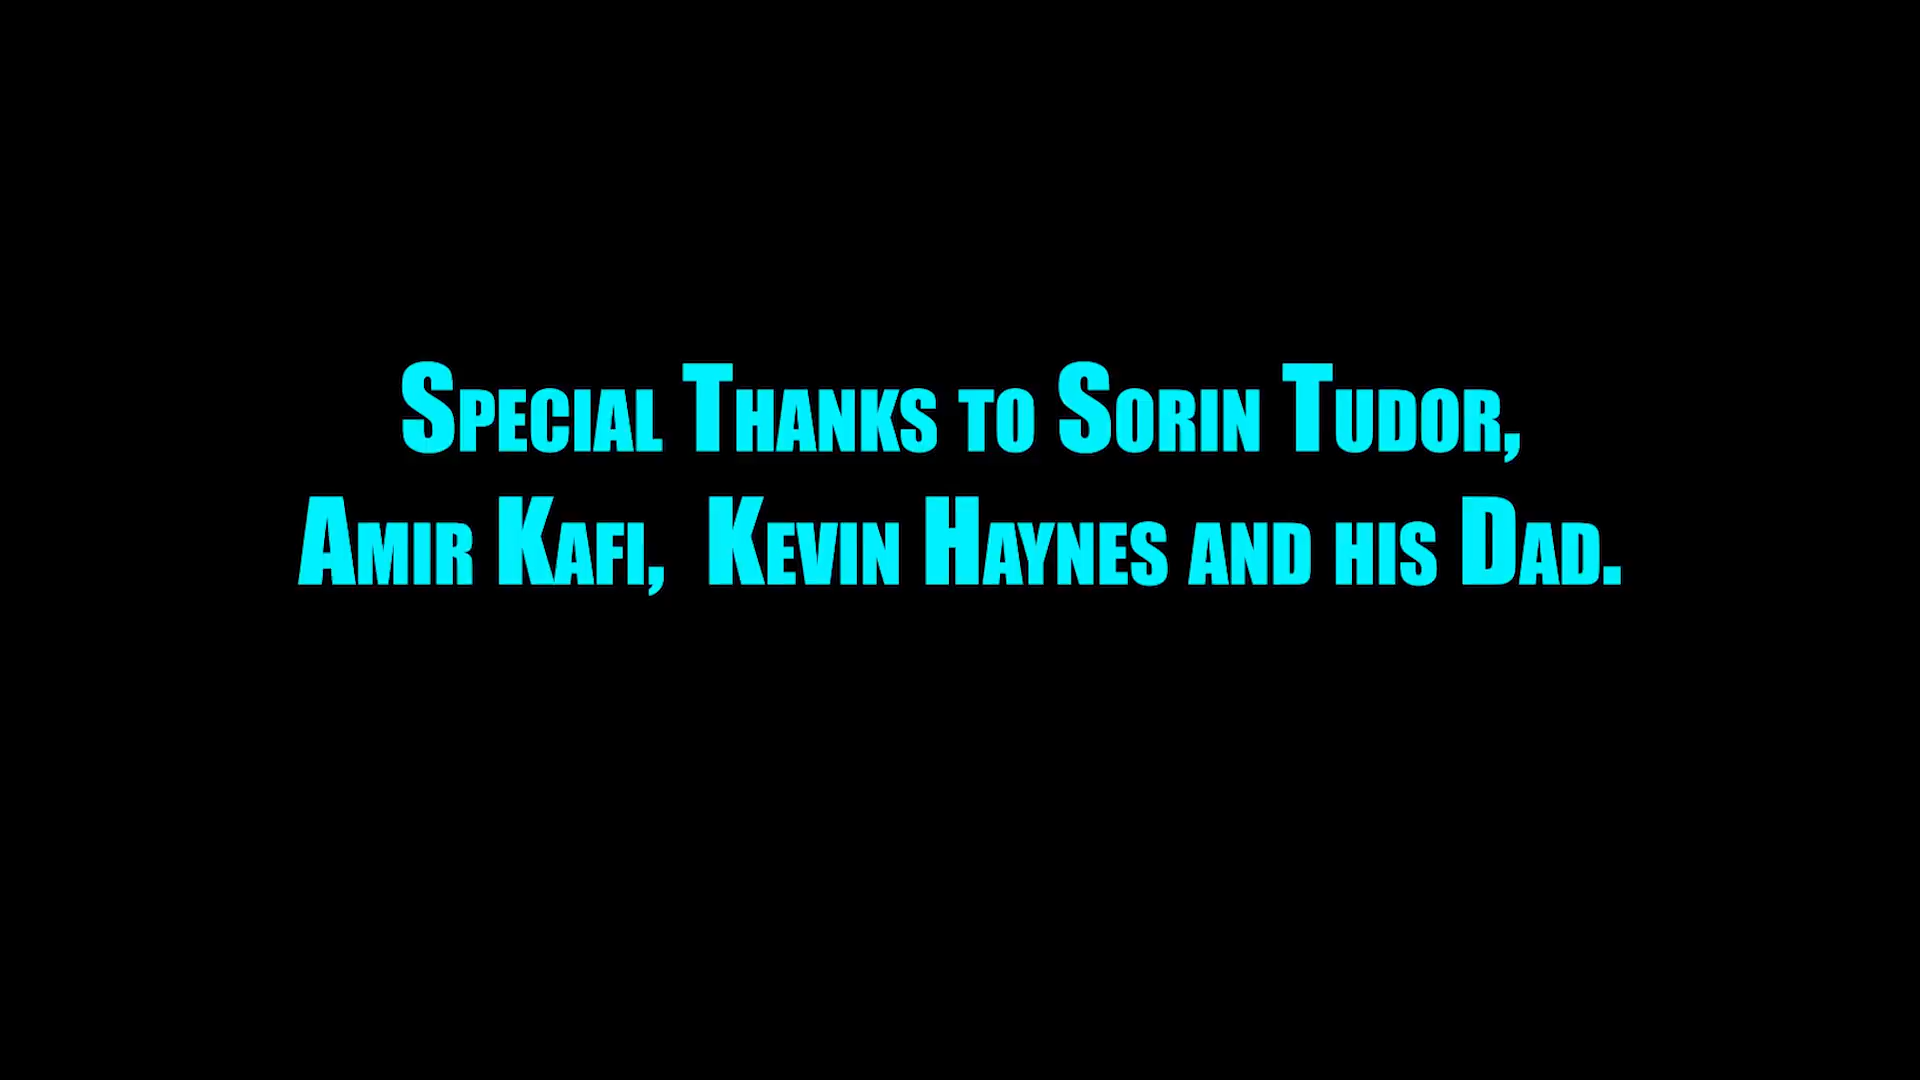 Special Thanks to Sorin Tudor,
Amir Kafi,  Kevin Haynes and his Dad.